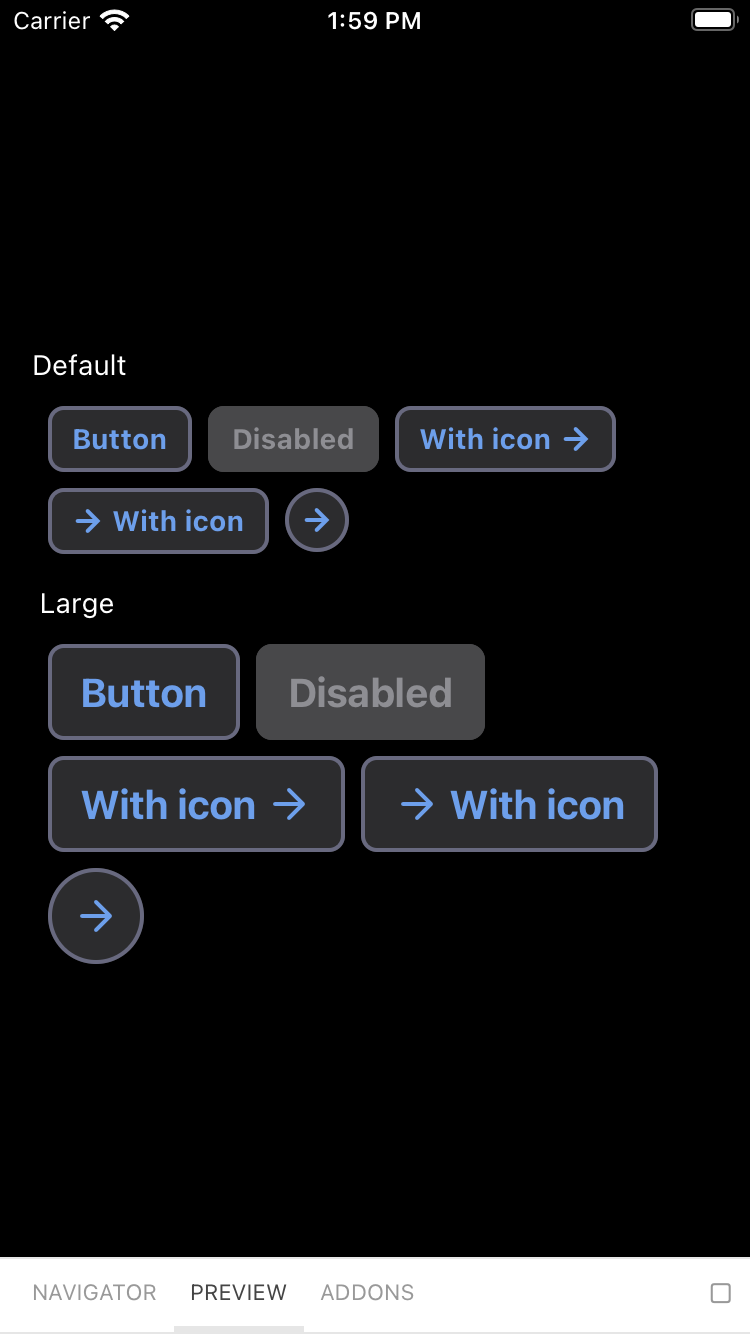 Carrier 1:59 PM
Default
Button Disabled With icon
With icon
Large
Button Disabled
With icon With icon
NAVIGATOR PREVIEW ADDONS